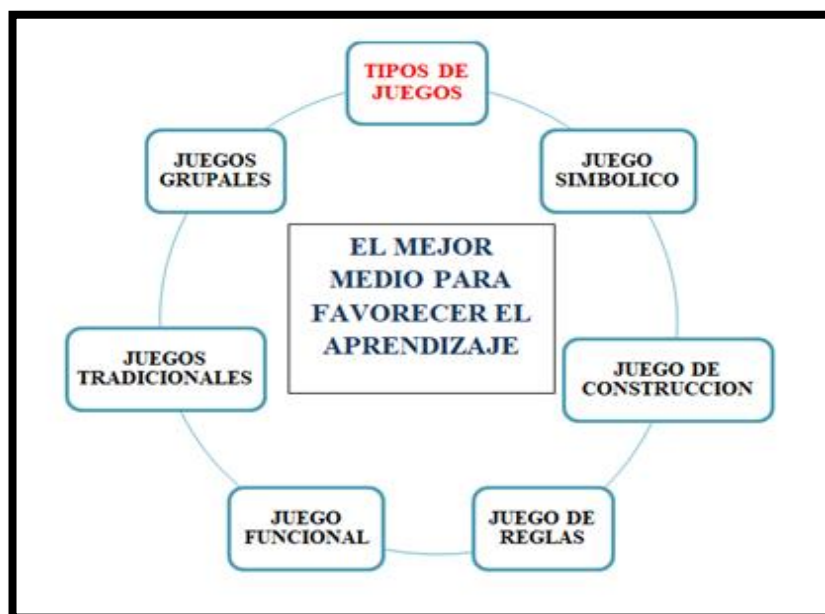 TIPOS DE
JUEGOS
JUEGO
SIMBOLICO
JUEGO DE
CONSTRUCCION
JUEGO DE
REGLAS
JUEGO
FUNCIONAL
JUEGOS
TRADICIONALES
JUEGOS
GRUPALES
EL MEJOR
MEDIO PARA
FAVORECER EL
APRENDIZAJE